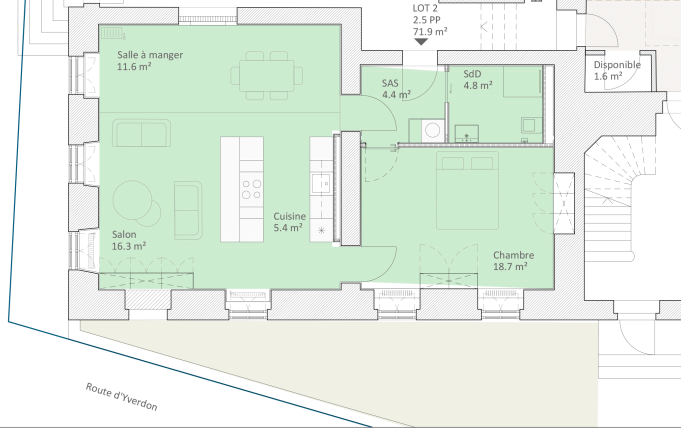 LOT 2
2.5 PP
71.9 m²
Salle à manger
11.6 m²
SAS
4.4 m²
SdD
4.8 m²
Disponible
1.6 m²
Cuisine
5.4 m²
Salon
16.3 m²
Chambre
18.7 m²
Route d'Yverdon